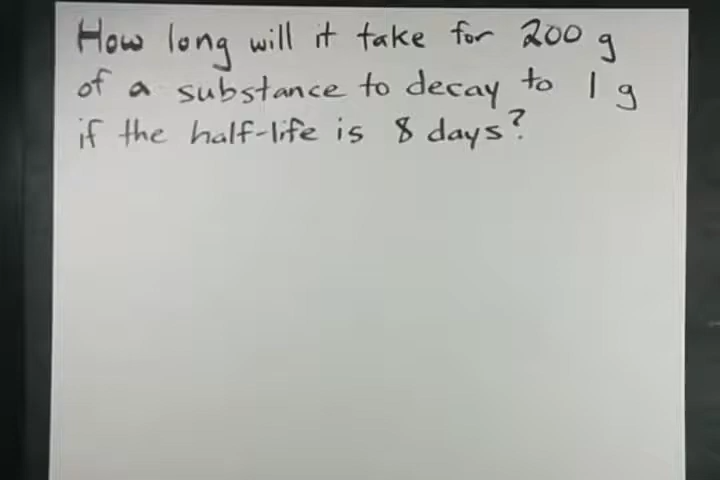 How long will it take for 200 g
of a substance to decay to 1 g
if the half-life is 8 days?